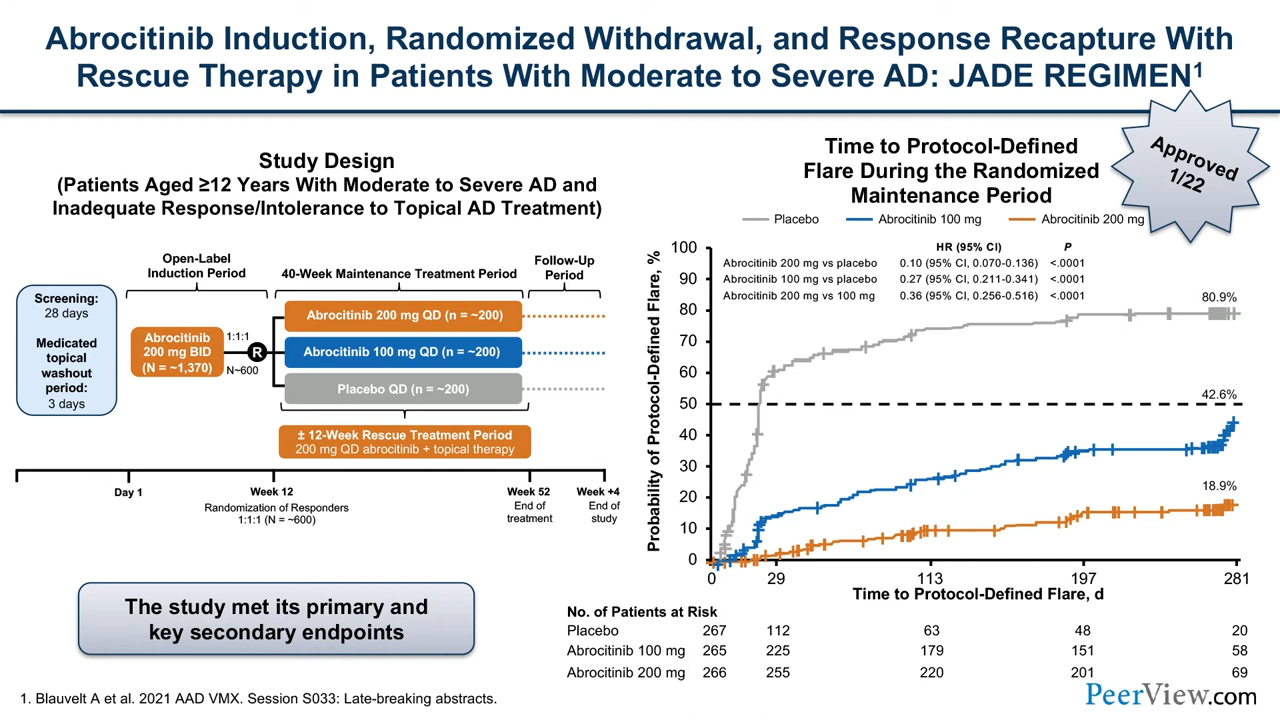 Abrocitinib Induction, Randomized Withdrawal, and Response Recapture With
Rescue Therapy in Patients With Moderate to Severe AD: JADE REGIMEN1
Approved
1/22
Study Design
(Patients Aged ≥12 Years With Moderate to Severe AD and
Inadequate Response/Intolerance to Topical AD Treatment)
Open-Label
Induction Period
40-Week Maintenance Treatment Period
Follow-Up
Period
Screening:
28 days
Medicated
topical
washout
period:
3 days
Abrocitinib
200 mg BID
(N = ~1,370)
1:1:1
R
N~600
Abrocitinib 200 mg QD (n = ~200)
Abrocitinib 100 mg QD (n = ~200)
Placebo QD (n = ~200)
± 12-Week Rescue Treatment Period
200 mg QD abrocitinib + topical therapy
Day 1
Week 12
Randomization of Responders
1:1:1 (N = ~600)
Week 52
End of
treatment
Week +4
End of
study
The study met its primary and
key secondary endpoints
Time to Protocol-Defined
Flare During the Randomized
Maintenance Period
Placebo Abrocitinib 100 mg Abrocitinib 200 mg
HR (95% CI) P
Abrocitinib 200 mg vs placebo 0.10 (95% CI, 0.070-0.136) <.0001
Abrocitinib 100 mg vs placebo 0.27 (95% CI, 0.211-0.341) <.0001
Abrocitinib 200 mg vs 100 mg 0.36 (95% CI, 0.256-0.516) <.0001
Probability of Protocol-Defined Flare, %
100
90
80
70
60
50
40
30
20
10
0
80.9%
42.6%
18.9%
0 29 113 197 281
Time to Protocol-Defined Flare, d
No. of Patients at Risk
Placebo 267 112 63 48 20
Abrocitinib 100 mg 265 225 179 151 58
Abrocitinib 200 mg 266 255 220 201 69
1. Blauvelt A et al. 2021 AAD VMX. Session S033: Late-breaking abstracts.
PeerView.com